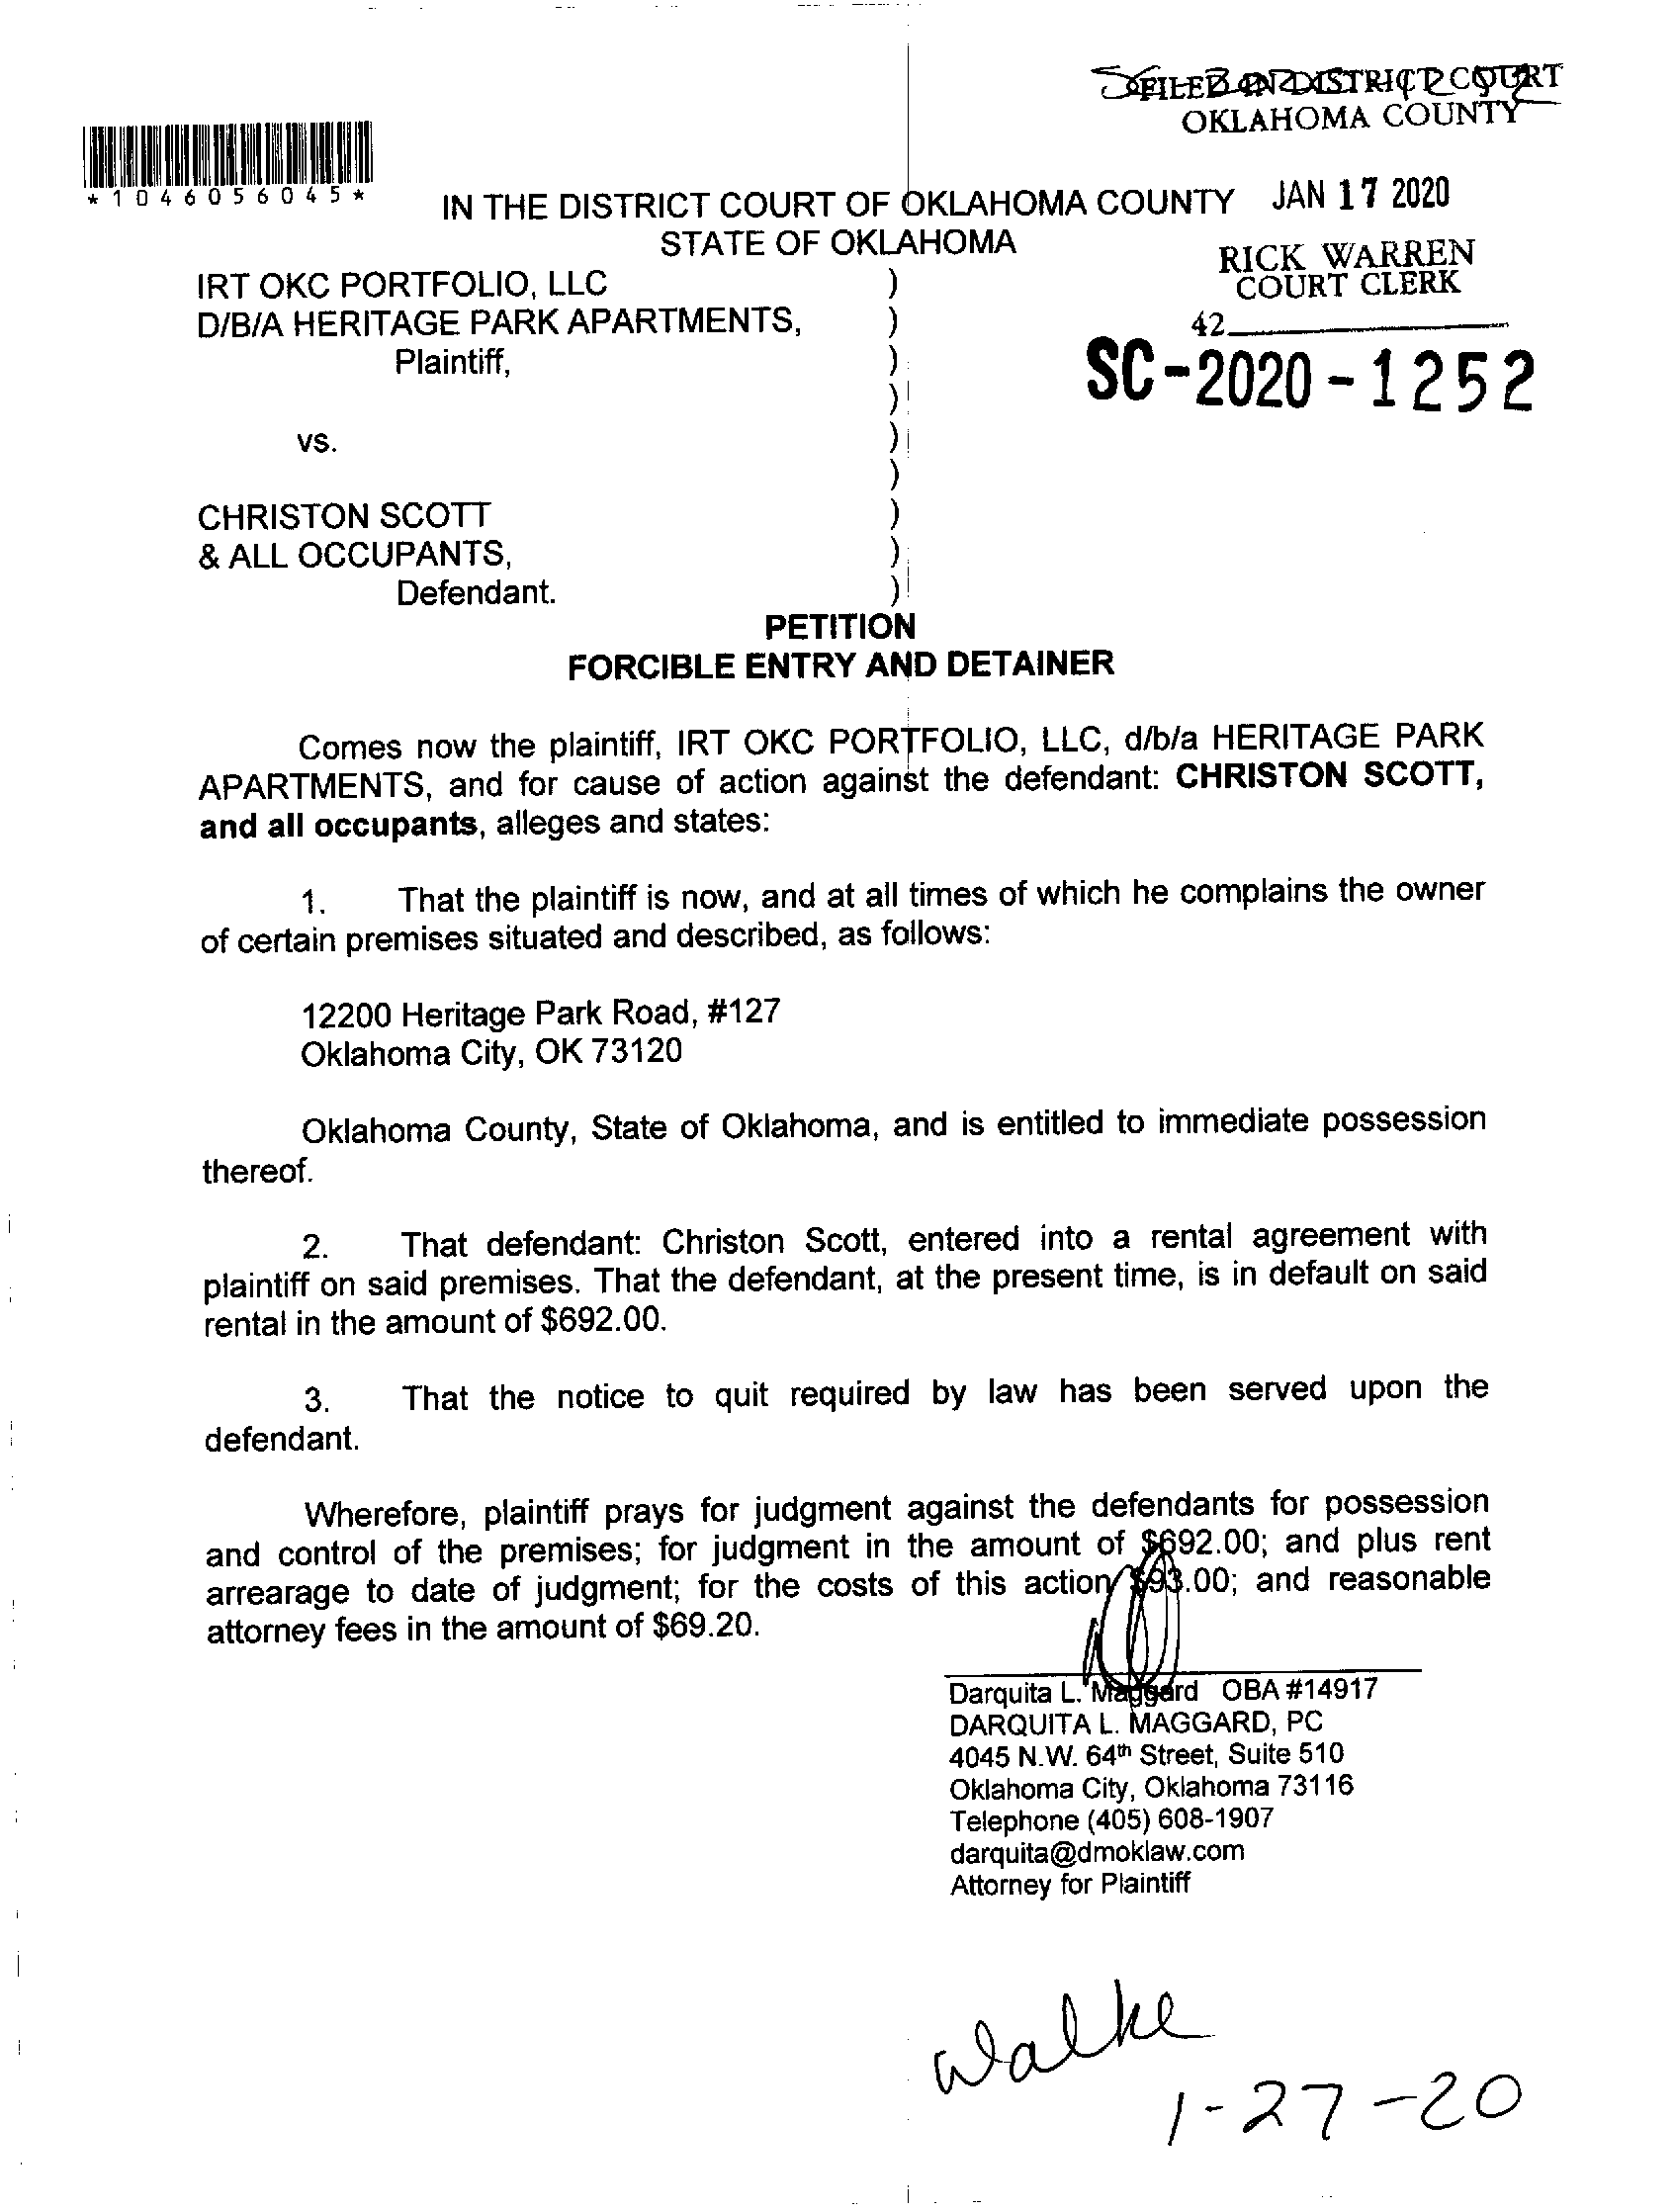 FILED IN DISTRICT COURT
OKLAHOMA COUNTY
*1046056045*
IN THE DISTRICT COURT OF OKLAHOMA COUNTY JAN 17 2020
STATE OF OKLAHOMA
RICK WARREN
COURT CLERK
42
SC-2020-1252
IRT OKC PORTFOLIO, LLC )
D/B/A HERITAGE PARK APARTMENTS, )
Plaintiff, )
)
vs. )
)
CHRISTON SCOTT )
& ALL OCCUPANTS, )
Defendant. )
PETITION
FORCIBLE ENTRY AND DETAINER
Comes now the plaintiff, IRT OKC PORTFOLIO, LLC, d/b/a HERITAGE PARK
APARTMENTS, and for cause of action against the defendant: CHRISTON SCOTT,
and all occupants, alleges and states:
1. That the plaintiff is now, and at all times of which he complains the owner
of certain premises situated and described, as follows:
12200 Heritage Park Road, #127
Oklahoma City, OK 73120
Oklahoma County, State of Oklahoma, and is entitled to immediate possession
thereof.
2. That defendant: Christon Scott, entered into a rental agreement with
plaintiff on said premises. That the defendant, at the present time, is in default on said
rental in the amount of $692.00.
3. That the notice to quit required by law has been served upon the
defendant.
Wherefore, plaintiff prays for judgment against the defendants for possession
and control of the premises; for judgment in the amount of $692.00; and plus rent
arrearage to date of judgment; for the costs of this action $93.00; and reasonable
attorney fees in the amount of $69.20.
Darquita L. Maggard OBA #14917
DARQUITA L. MAGGARD, PC
4045 N.W. 64th Street, Suite 510
Oklahoma City, Oklahoma 73116
Telephone (405) 608-1907
darquita@dmoklaw.com
Attorney for Plaintiff
Walke
1-27-20